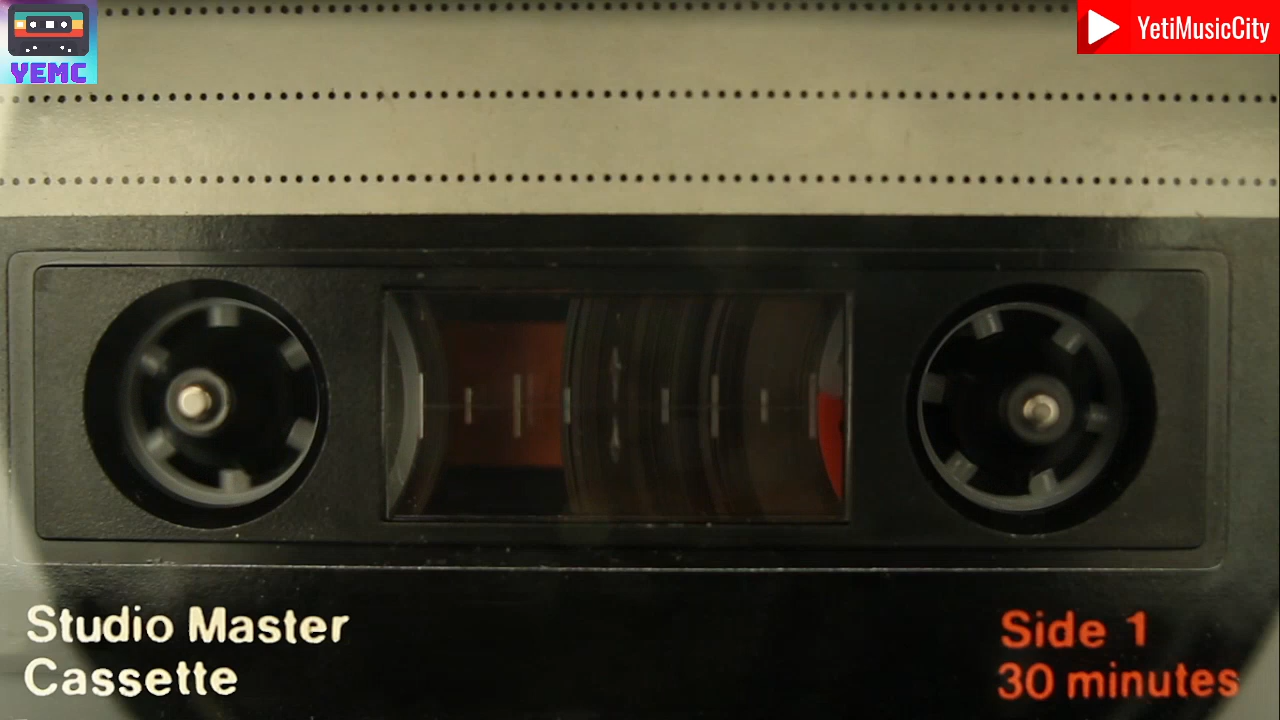 YEMC
YetiMusicCity
Studio Master
Cassette
Side 1
30 minutes